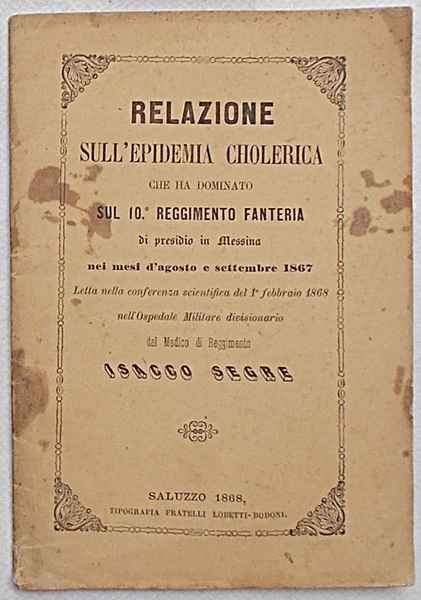 RELAZIONE
SULL'EPIDEMIA CHOLERICA
CHE HA DOMINATO
SUL 10.° REGGIMENTO FANTERIA
di presidio in Messina
nei mesi d'agosto e settembre 1867
Letta nella conferenza scientifica del 1° febbraio 1868
nell'Ospedale Militare divisionario
dal Medico di Reggimento
ISACCO SEGRE
SALUZZO 1868,
TIPOGRAFIA FRATELLI LOBETTI-BODONI.